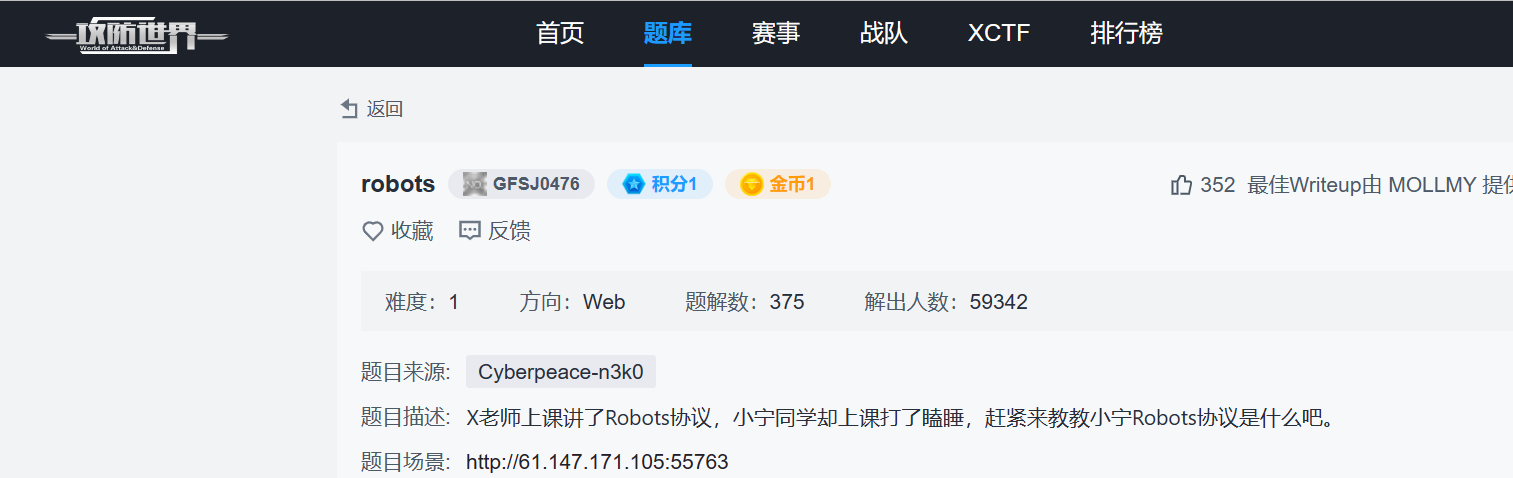 攻防世界 首页 题库 赛事 战队 XCTF 排行榜
World of Attack&Defense
返回
robots GFSJ0476 积分1 金币1 352 最佳Writeup由 MOLLMY 提供
收藏 反馈
难度：1 方向：Web 题解数：375 解出人数：59342
题目来源: Cyberpeace-n3k0
题目描述: X老师上课讲了Robots协议，小宁同学却上课打了瞌睡，赶紧来教教小宁Robots协议是什么吧。
题目场景: http://61.147.171.105:55763